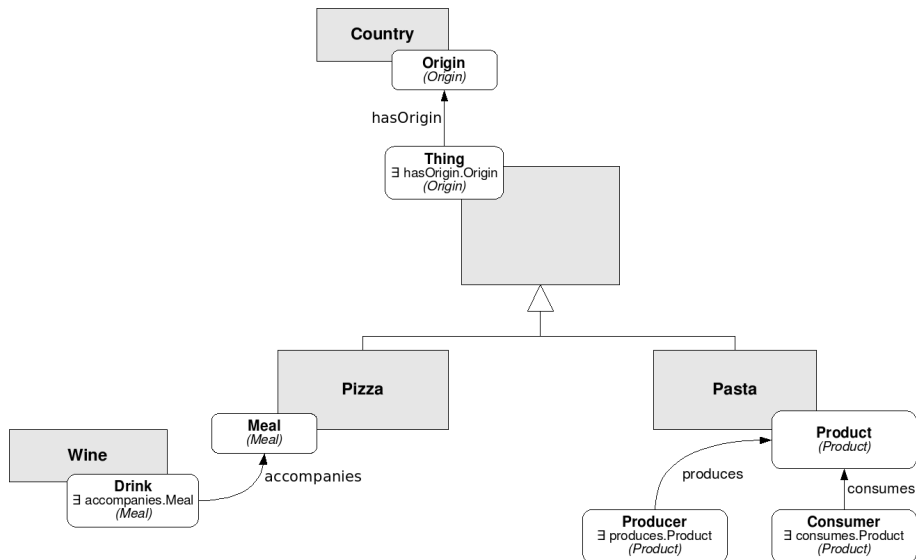 Country
Origin
(Origin)
hasOrigin
Thing
∃ hasOrigin.Origin
(Origin)
Pizza
Pasta
Meal
(Meal)
Product
(Product)
Wine
accompanies
produces
Drink
∃ accompanies.Meal
(Meal)
consumes
Producer
∃ produces.Product
(Product)
Consumer
∃ consumes.Product
(Product)